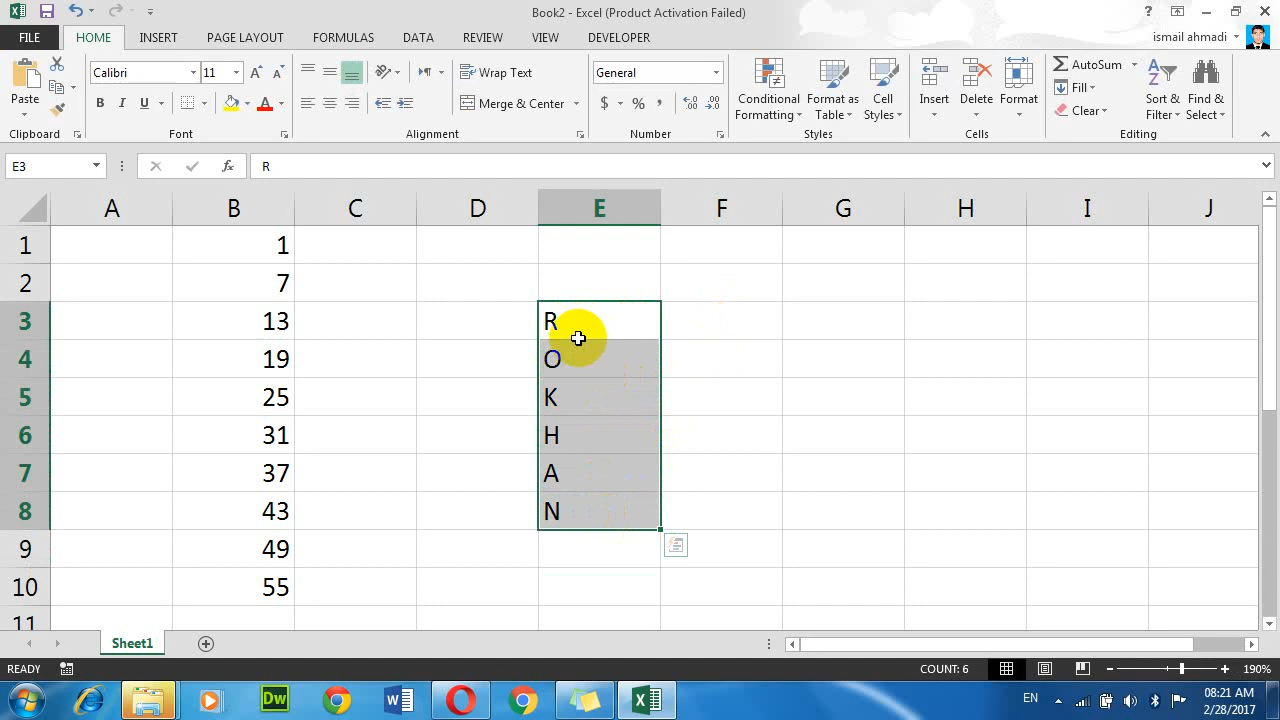 Book2 - Excel (Product Activation Failed)
FILE HOME INSERT PAGE LAYOUT FORMULAS DATA REVIEW VIEW DEVELOPER ismail ahmadi
Paste
Clipboard
Calibri 11
B I U A
Font
Wrap Text
Merge & Center
Alignment
General
$ % ,
Number
Conditional Formatting
Format as Table
Cell Styles
Styles
Insert Delete Format
Cells
AutoSum
Fill
Clear
Sort & Filter
Find & Select
Editing
E3 fx R
A B C D E F G H I J
1 1
2 7
3 13 R
4 19 O
5 25 K
6 31 H
7 37 A
8 43 N
9 49
10 55
11
Sheet1
READY COUNT: 6 190%
Dw EN 08:21 AM
2/28/2017